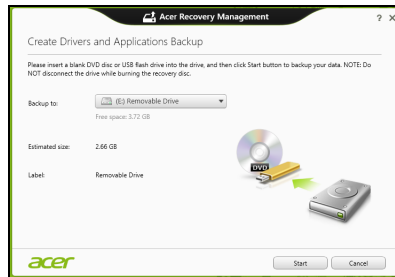 Acer Recovery Management
? X
Create Drivers and Applications Backup
Please insert a blank DVD disc or USB flash drive into the drive, and then click Start button to backup your data. NOTE: Do
NOT disconnect the drive while burning the recovery disc.
Backup to: (E:) Removable Drive
Free space: 3.72 GB
Estimated size: 2.66 GB
DVD
Label: Removable Drive
acer Start Cancel